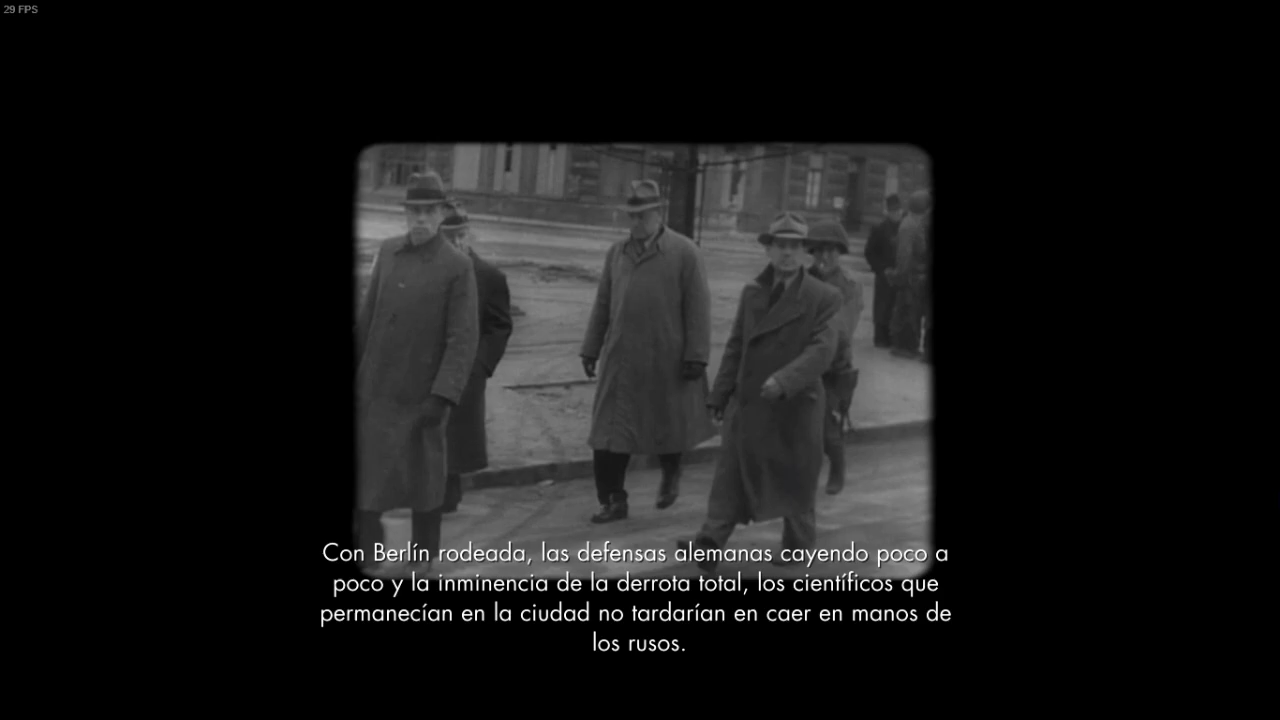 29 FPS
Con Berlín rodeada, las defensas alemanas cayendo poco a
poco y la inminencia de la derrota total, los científicos que
permanecían en la ciudad no tardarían en caer en manos de
los rusos.